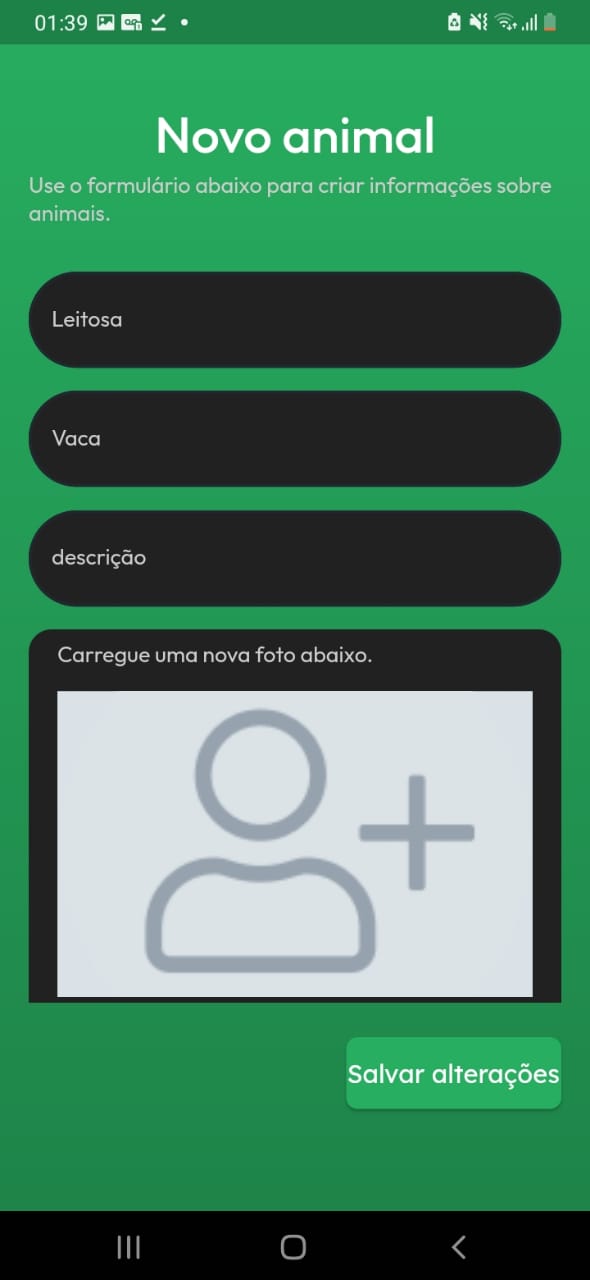 01:39
Novo animal
Use o formulário abaixo para criar informações sobre
animais.
Leitosa
Vaca
descrição
Carregue uma nova foto abaixo.
Salvar alterações